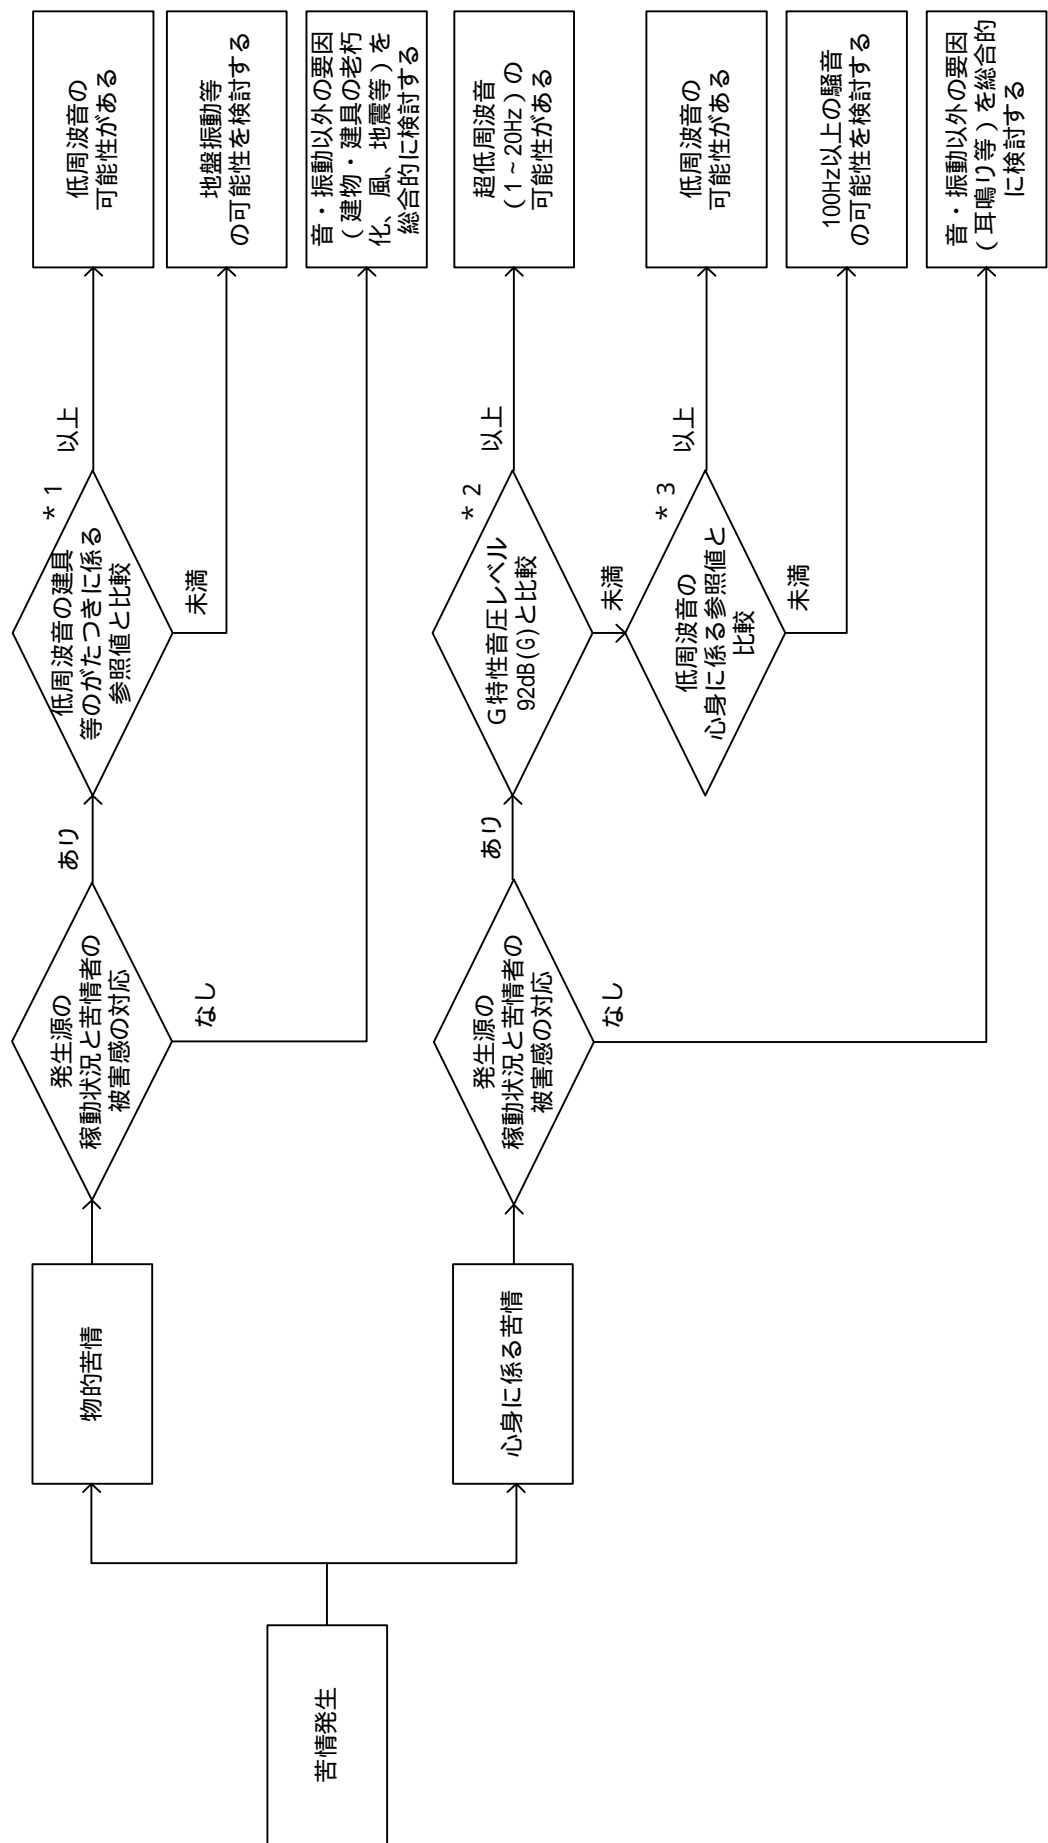 苦情発生
物的苦情
発生源の
稼動状況と苦情者の
被害感の対応
あり
なし
低周波音の建具
等のがたつきに係る
参照値と比較
*1
以上
未満
低周波音の
可能性がある
地盤振動等
の可能性を検討する
音・振動以外の要因
(建物・建具の老朽
化、風、地震等)を
総合的に検討する
心身に係る苦情
発生源の
稼動状況と苦情者の
被害感の対応
あり
なし
G特性音圧レベル
92dB(G)と比較
*2
以上
未満
超低周波音
(1~20Hz)の
可能性がある
低周波音の
心身に係る参照値と
比較
*3
以上
未満
低周波音の
可能性がある
100Hz以上の騒音
の可能性を検討する
音・振動以外の要因
(耳鳴り等)を総合的
に検討する